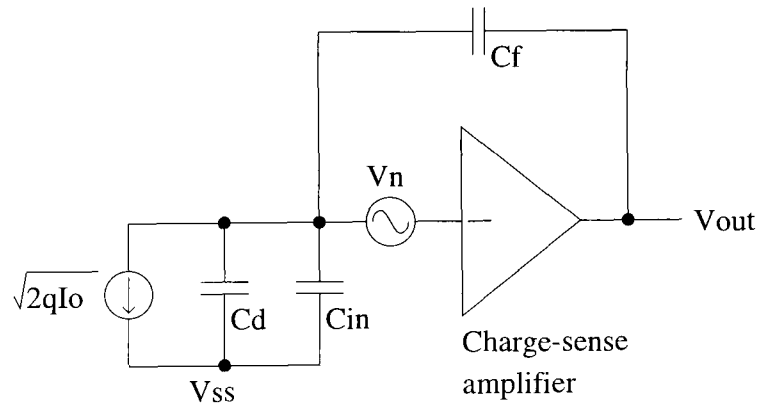 Cf
Vn
Vout
√2qIo
Cd
Cin
Charge-sense
amplifier
Vss